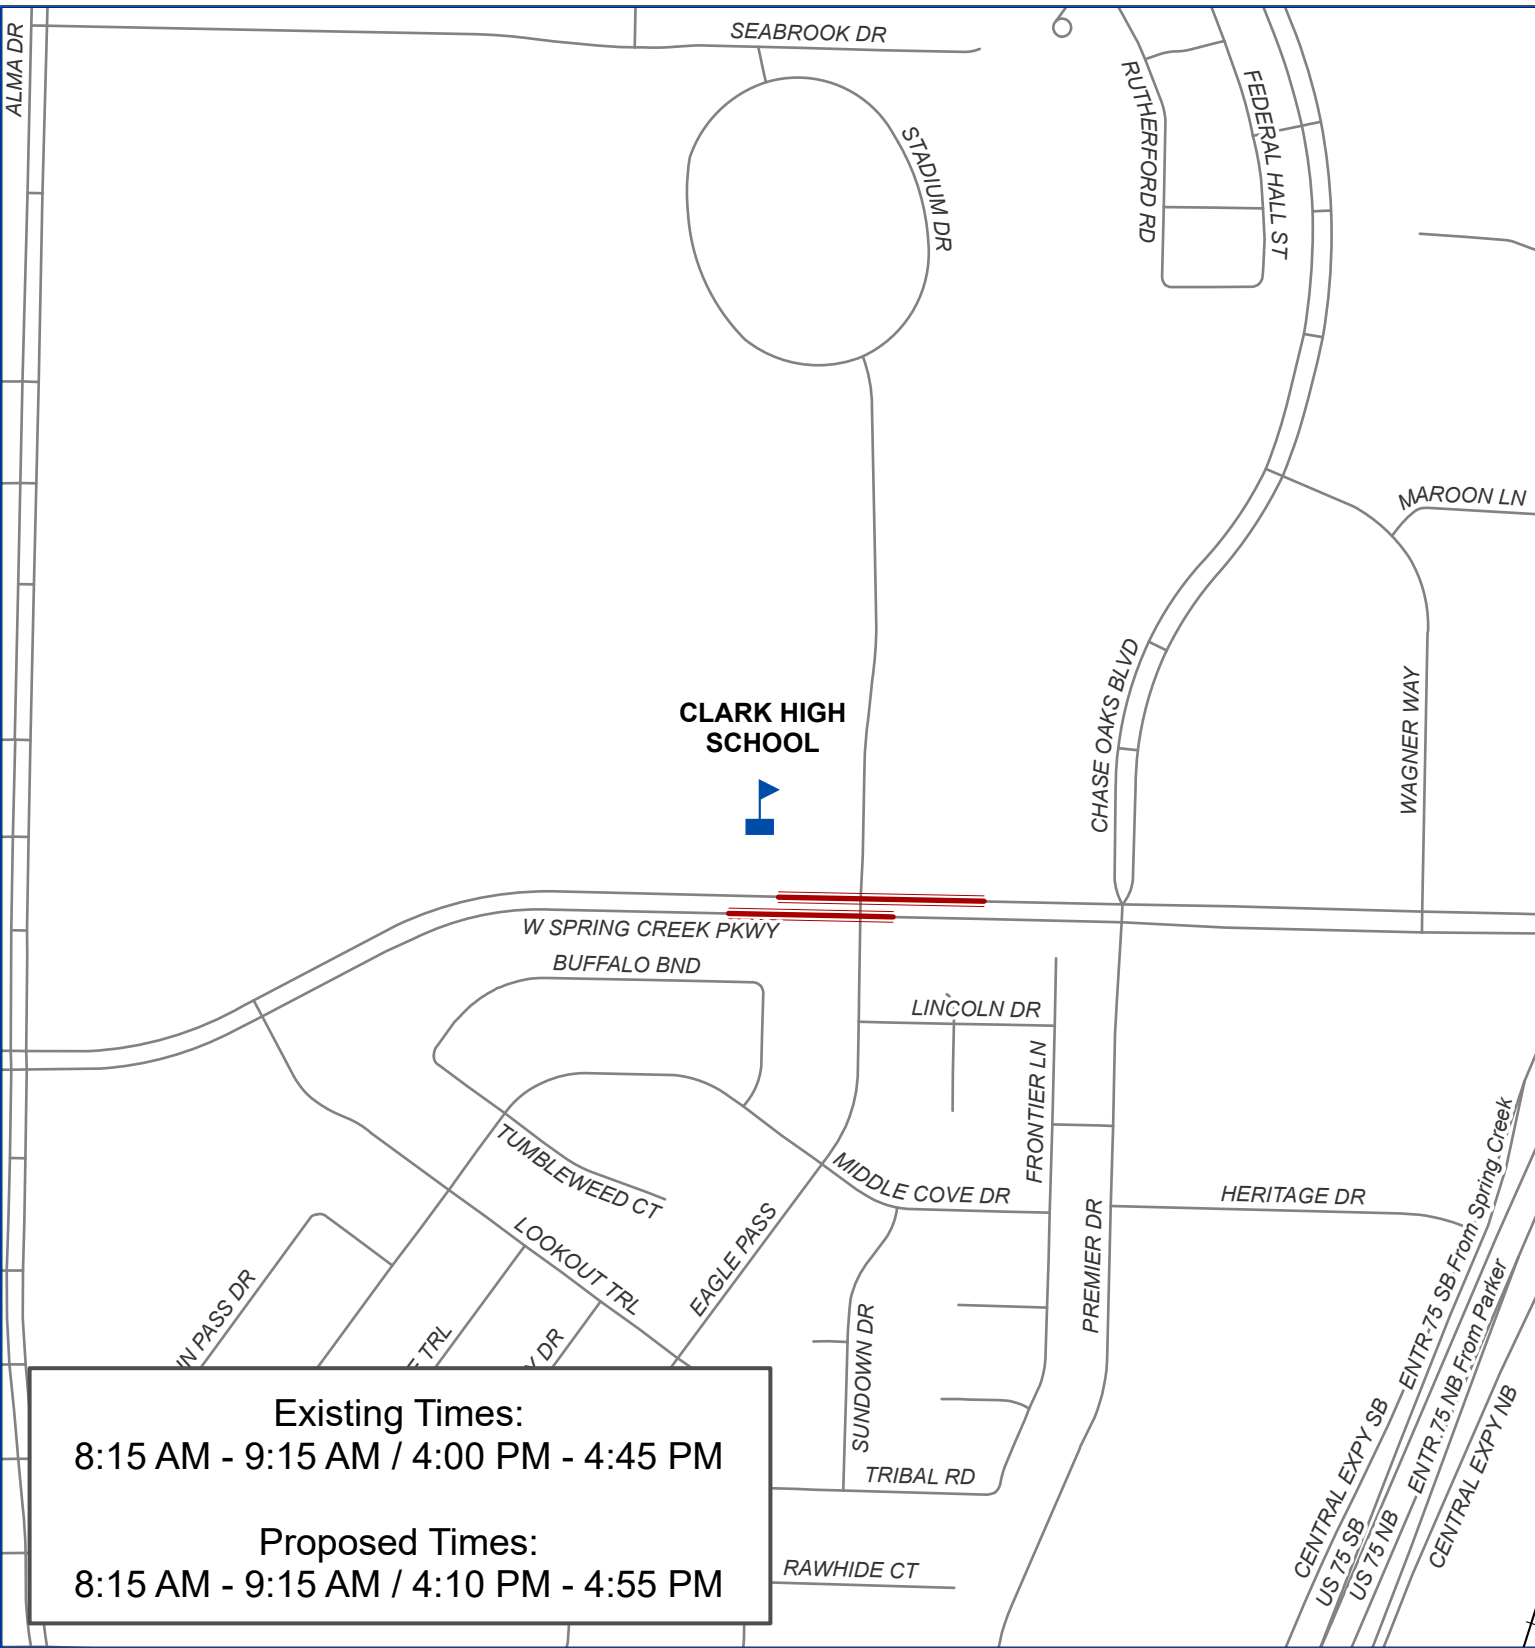 ALMA DR
SEABROOK DR
STADIUM DR
RUTHERFORD RD
FEDERAL HALL ST
MAROON LN
CHASE OAKS BLVD
WAGNER WAY
CLARK HIGH
SCHOOL
W SPRING CREEK PKWY
BUFFALO BND
LINCOLN DR
FRONTIER LN
TUMBLEWEED CT
MIDDLE COVE DR
HERITAGE DR
LOOKOUT TRL
EAGLE PASS
PREMIER DR
ENTR-75 SB From Spring Creek
ENTR 75 NB From Parker
IN PASS DR
E TRL
Y DR
SUNDOWN DR
CENTRAL EXPY SB
US 75 SB
US 75 NB
CENTRAL EXPY NB
TRIBAL RD
RAWHIDE CT
Existing Times:
8:15 AM - 9:15 AM / 4:00 PM - 4:45 PM
Proposed Times:
8:15 AM - 9:15 AM / 4:10 PM - 4:55 PM